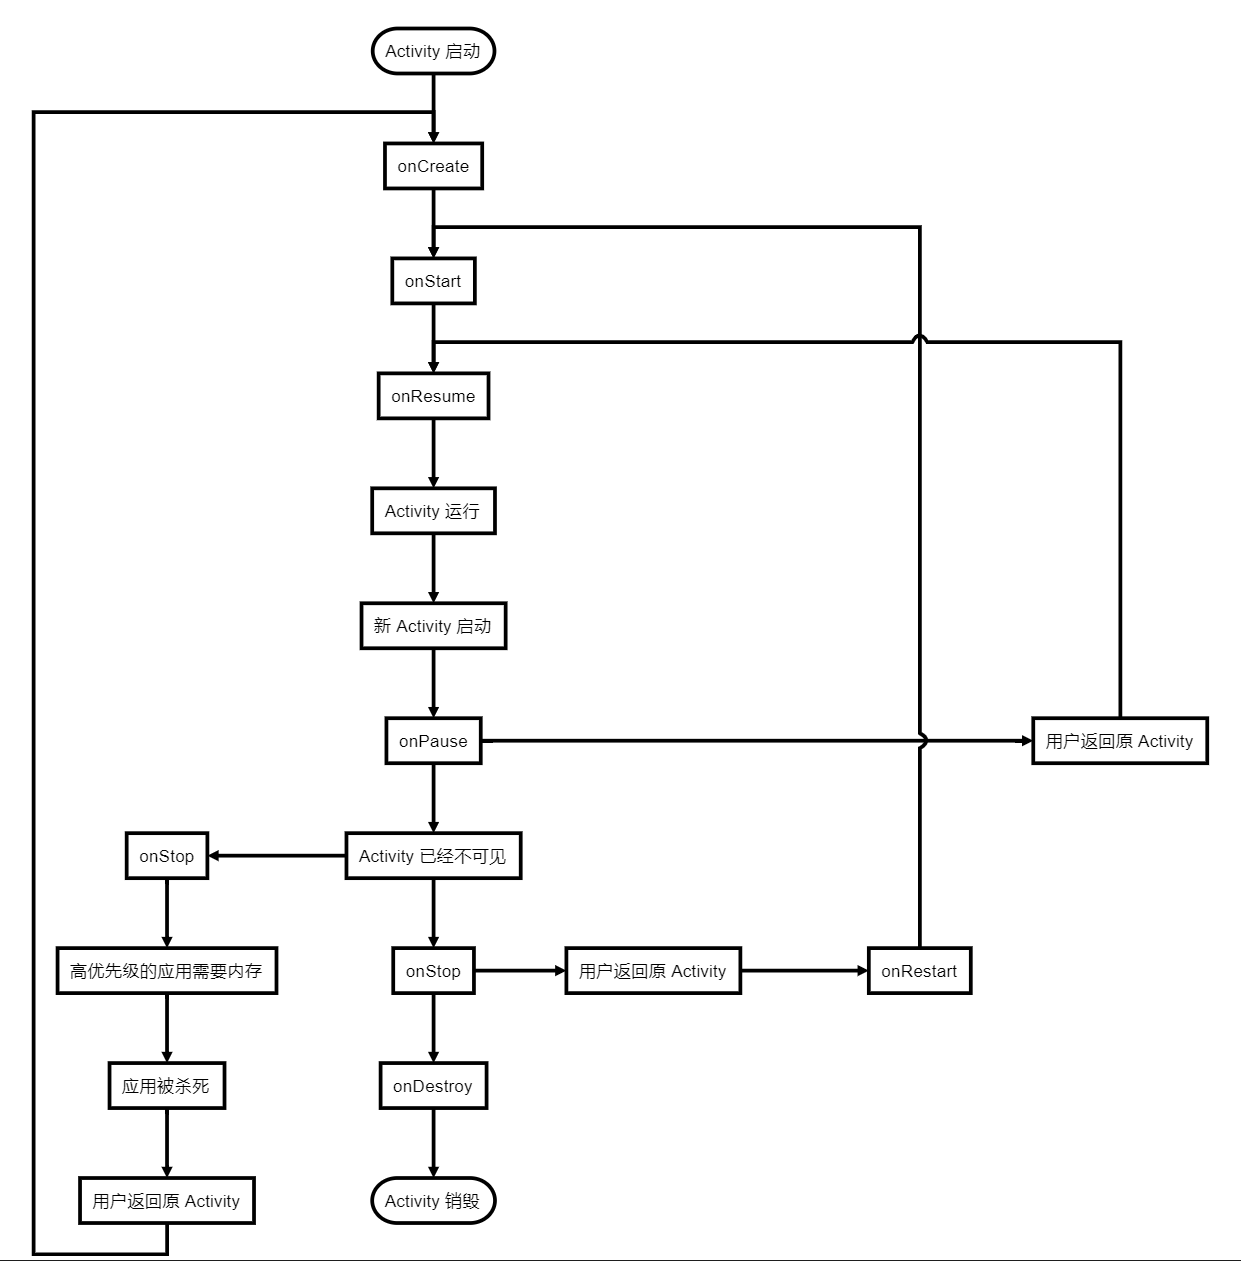 Activity 启动
onCreate
onStart
onResume
Activity 运行
新 Activity 启动
onPause
用户返回原 Activity
onStop
Activity 已经不可见
高优先级的应用需要内存
onStop
用户返回原 Activity
onRestart
应用被杀死
onDestroy
用户返回原 Activity
Activity 销毁